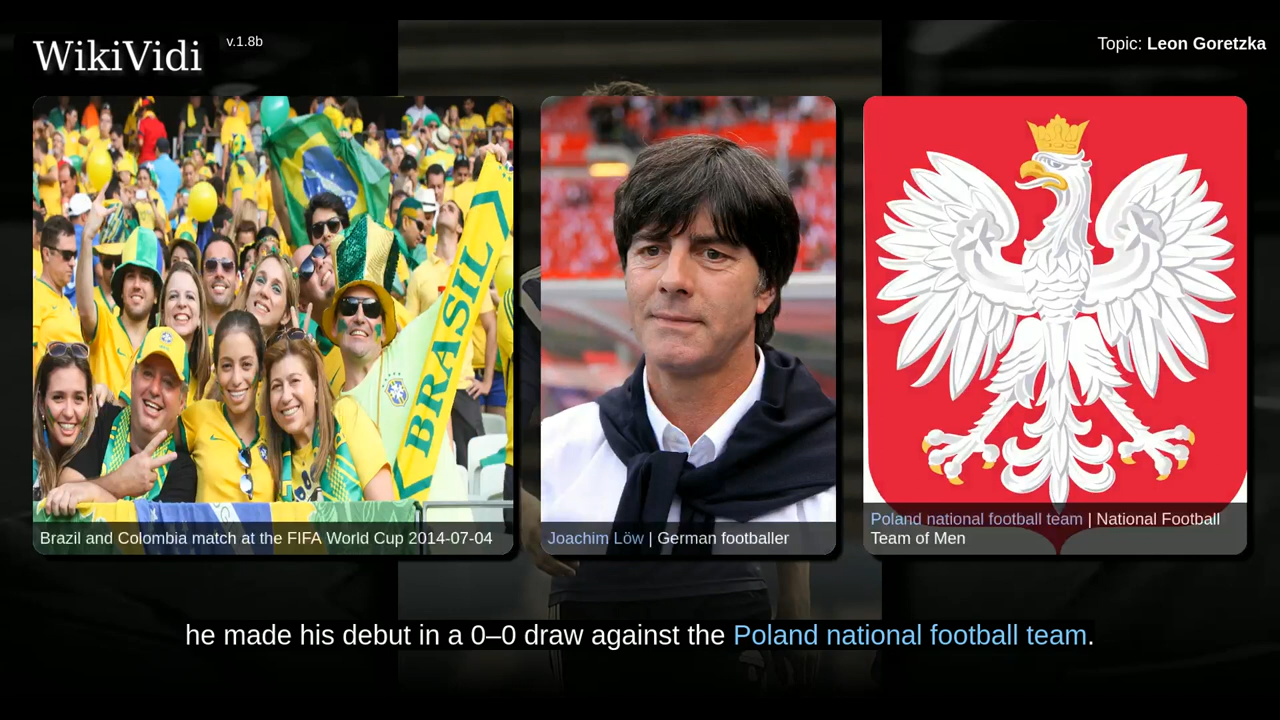 WikiVidi
v.1.8b
Topic: Leon Goretzka
BRASIL
Brazil and Colombia match at the FIFA World Cup 2014-07-04
Joachim Löw | German footballer
Poland national football team | National Football
Team of Men
he made his debut in a 0–0 draw against the Poland national football team.